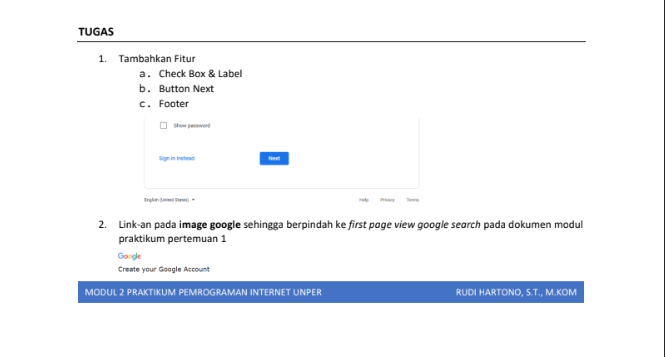 TUGAS
1. Tambahkan Fitur
a. Check Box & Label
b. Button Next
c. Footer
Show password
Sign in instead Next
English (United States) Help Privacy Terms
2. Link-an pada image google sehingga berpindah ke first page view google search pada dokumen modul
praktikum pertemuan 1
Google
Create your Google Account
MODUL 2 PRAKTIKUM PEMROGRAMAN INTERNET UNPER RUDI HARTONO, S.T., M.KOM